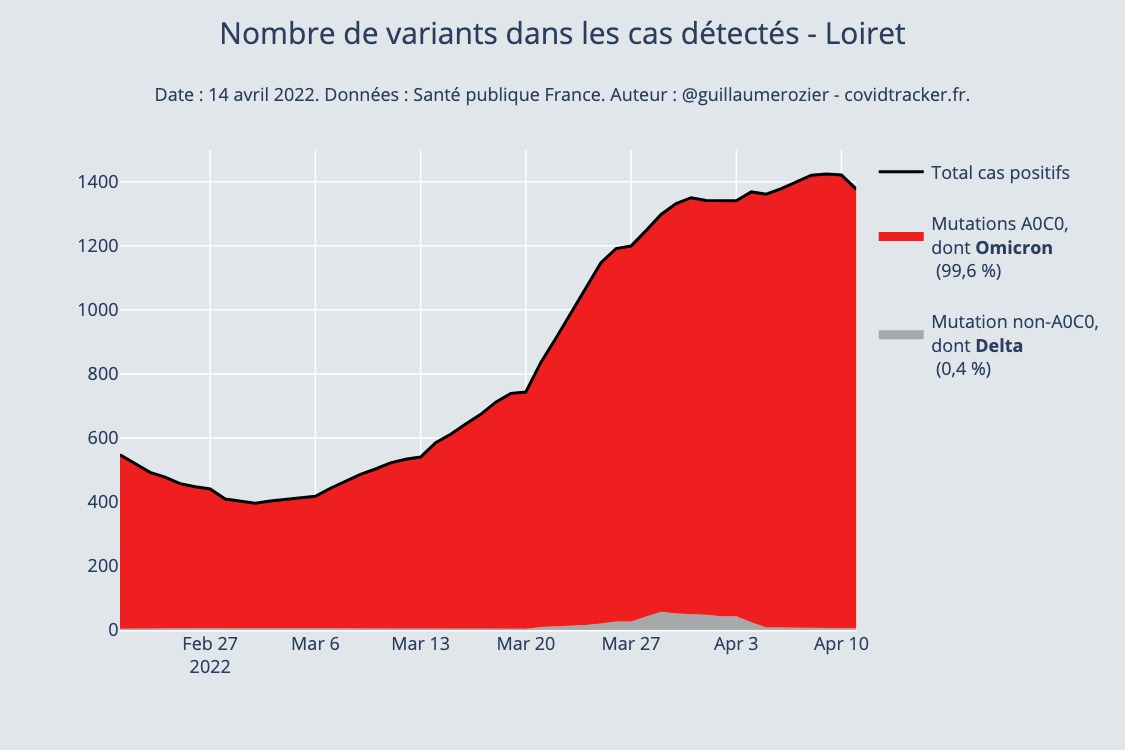 Nombre de variants dans les cas détectés - Loiret
Date : 14 avril 2022. Données : Santé publique France. Auteur : @guillaumerozier - covidtracker.fr.
1400
1200
1000
800
600
400
200
0
Feb 27
2022
Mar 6
Mar 13
Mar 20
Mar 27
Apr 3
Apr 10
Total cas positifs
Mutations A0C0,
dont Omicron
(99,6 %)
Mutation non-A0C0,
dont Delta
(0,4 %)